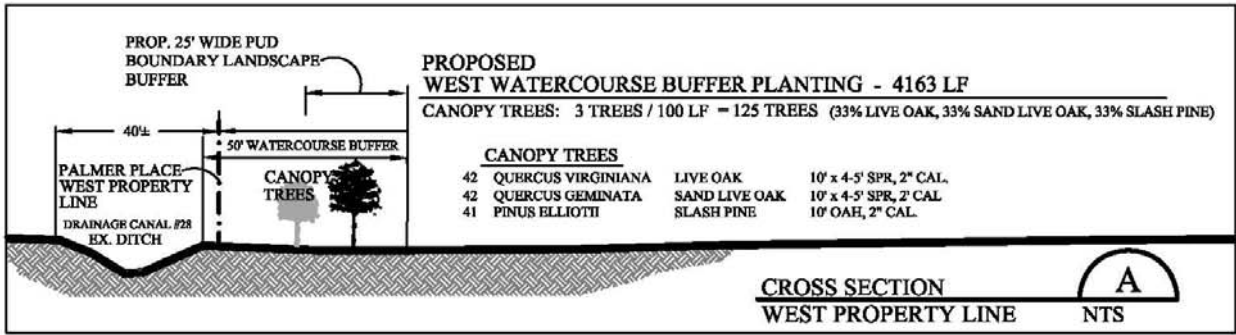 PROP. 25' WIDE PUD
BOUNDARY LANDSCAPE
BUFFER
PROPOSED
WEST WATERCOURSE BUFFER PLANTING - 4163 LF
CANOPY TREES: 3 TREES / 100 LF = 125 TREES (33% LIVE OAK, 33% SAND LIVE OAK, 33% SLASH PINE)
40'±
50' WATERCOURSE BUFFER
PALMER PLACE
WEST PROPERTY
LINE
CANOPY
TREES
DRAINAGE CANAL #28
EX. DITCH
CANOPY TREES
42 QUERCUS VIRGINIANA LIVE OAK 10' x 4-5' SPR, 2" CAL.
42 QUERCUS GEMINATA SAND LIVE OAK 10' x 4-5' SPR, 2' CAL
41 PINUS ELLIOTII SLASH PINE 10' OAH, 2" CAL.
CROSS SECTION
WEST PROPERTY LINE
A
NTS